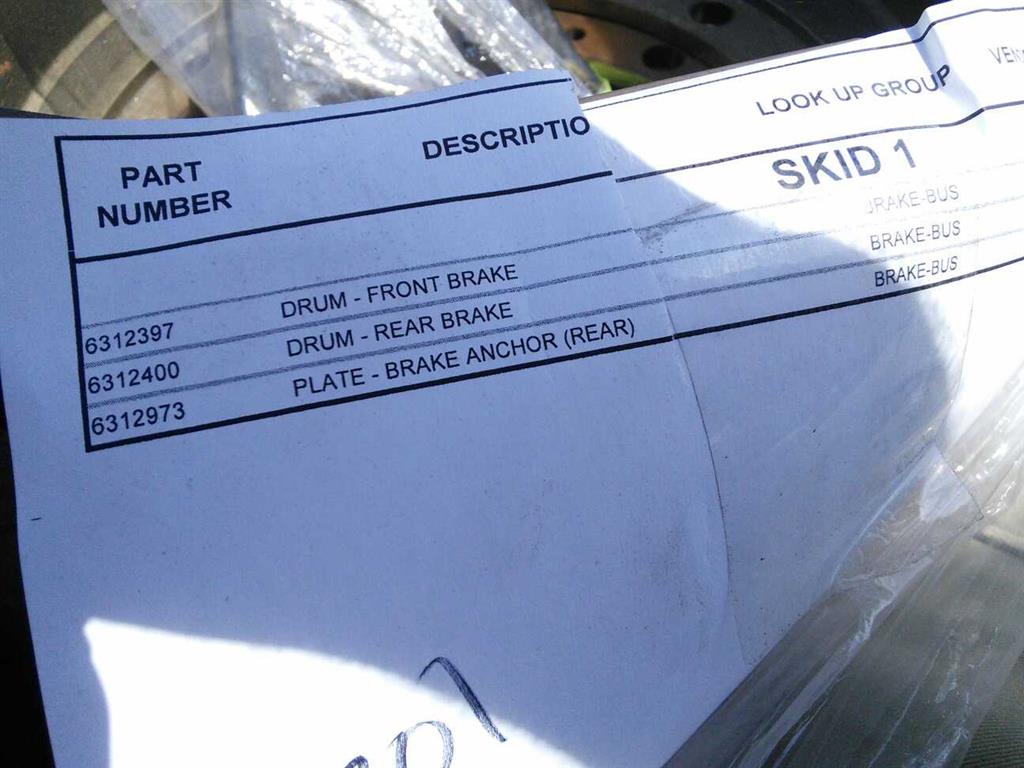 PART NUMBER DESCRIPTIO LOOK UP GROUP
SKID 1
6312397 DRUM - FRONT BRAKE BRAKE-BUS
6312400 DRUM - REAR BRAKE BRAKE-BUS
6312973 PLATE - BRAKE ANCHOR (REAR) BRAKE-BUS